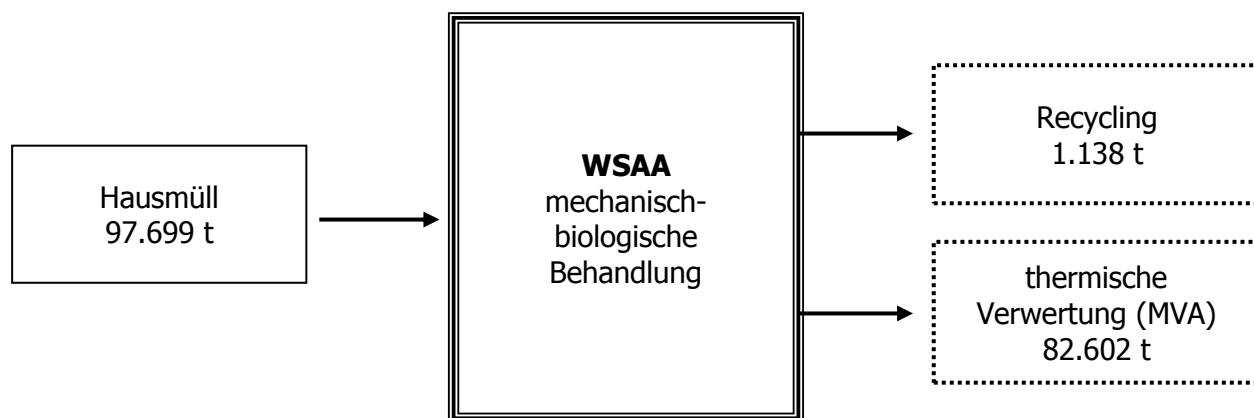 Hausmüll
97.699 t
WSAA
mechanisch-
biologische
Behandlung
Recycling
1.138 t
thermische
Verwertung (MVA)
82.602 t